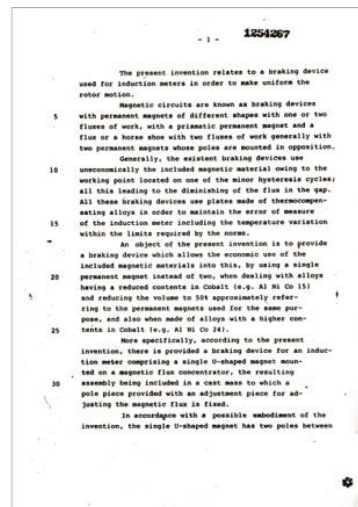 1254267
- 1 -
The present invention relates to a braking device
used for induction meters in order to make uniform the
rotor motion.
Magnetic circuits are known as braking devices
5 with permanent magnets of different shapes with one or two
fluxes of work, with a prismatic permanent magnet and a
flux or a horse shoe with two fluxes of work generally with
two permanent magnets whose poles are mounted in opposition.
Generally, the existent braking devices use
10 uneconomically the included magnetic material owing to the
working point located on one of the minor hysteresis cycles;
all this leading to the diminishing of the flux in the gap.
All these braking devices use plates made of thermocompen-
sating alloys in order to maintain the error of measure
15 of the induction meter including the temperature variation
within the limits required by the norms.
An object of the present invention is to provide
a braking device which allows the economic use of the
included magnetic materials into this, by using a single
20 permanent magnet instead of two, when dealing with alloys
having a reduced contents in Cobalt (e.g. Al Ni Co 15)
and reducing the volume to 50% approximately refer-
ring to the permanent magnets used for the same pur-
pose, and also when made of alloys with a higher con-
25 tents in Cobalt (e.g. Al Ni Co 24).
More specifically, according to the present
invention, there is provided a braking device for an induc-
tion meter comprising a single U-shaped magnet moun-
ted on a magnetic flux concentrator, the resulting
30 assembly being included in a cast mass to which a
pole piece provided with an adjustment piece for ad-
justing the magnetic flux is fixed.
In accordance with a possible embodiment of the
invention, the single U-shaped magnet has two poles between